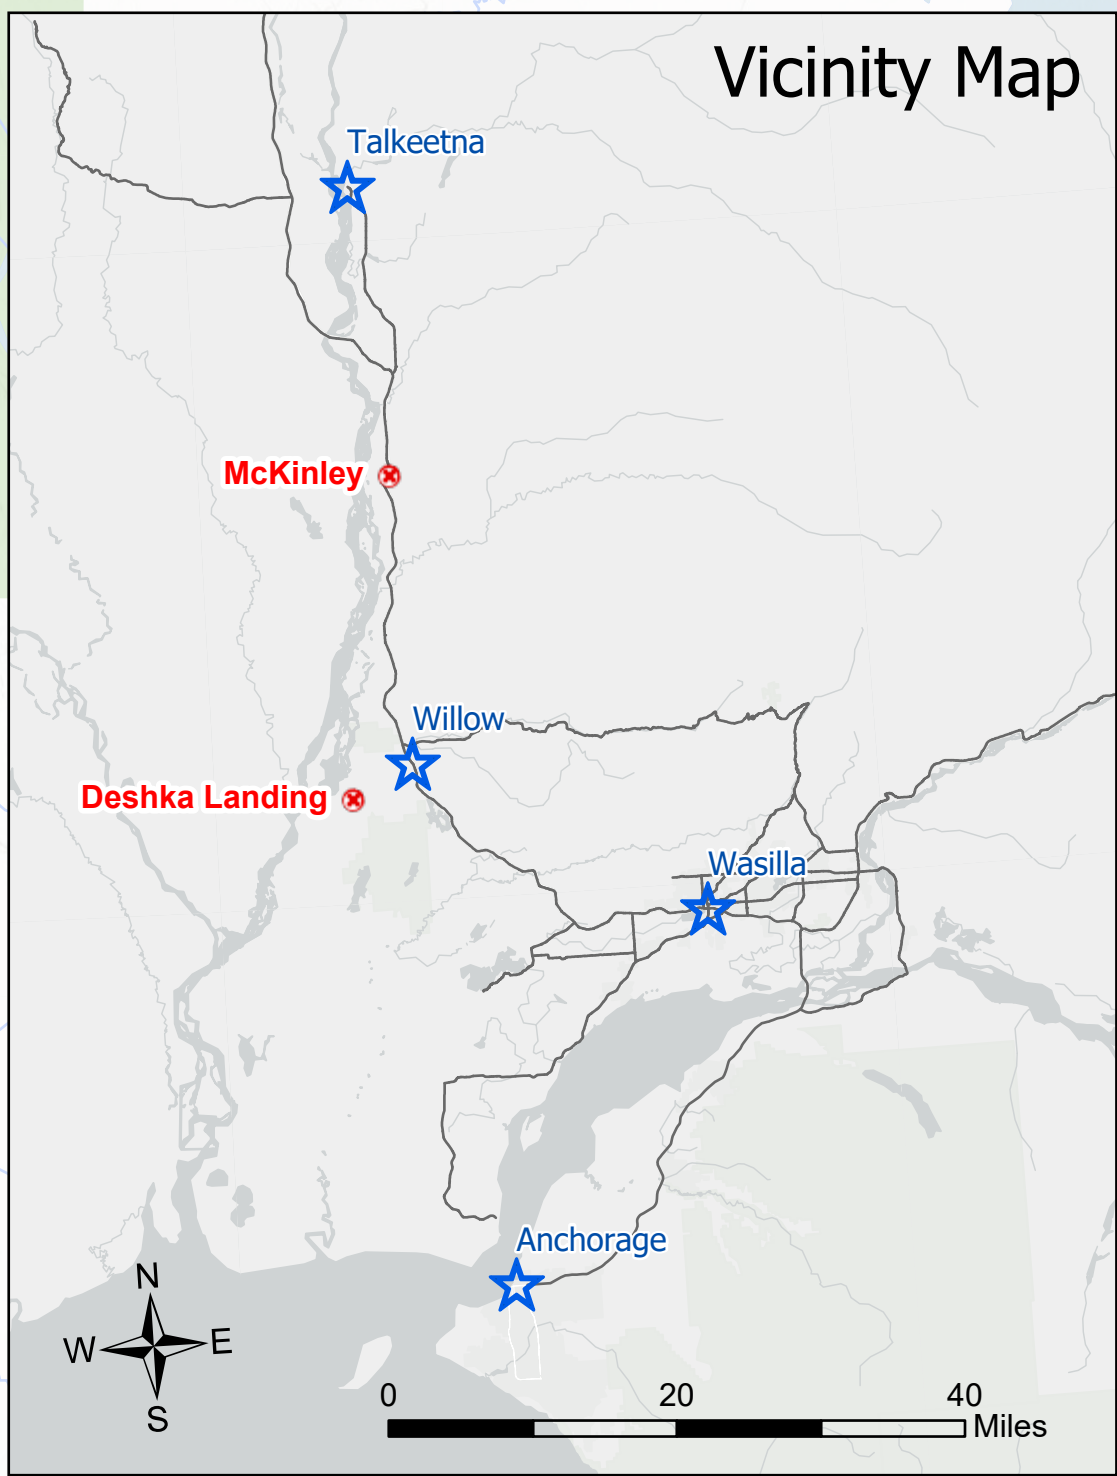 Vicinity Map
Talkeetna
McKinley
Willow
Deshka Landing
Wasilla
Anchorage
N
W E
S
0 20 40
Miles